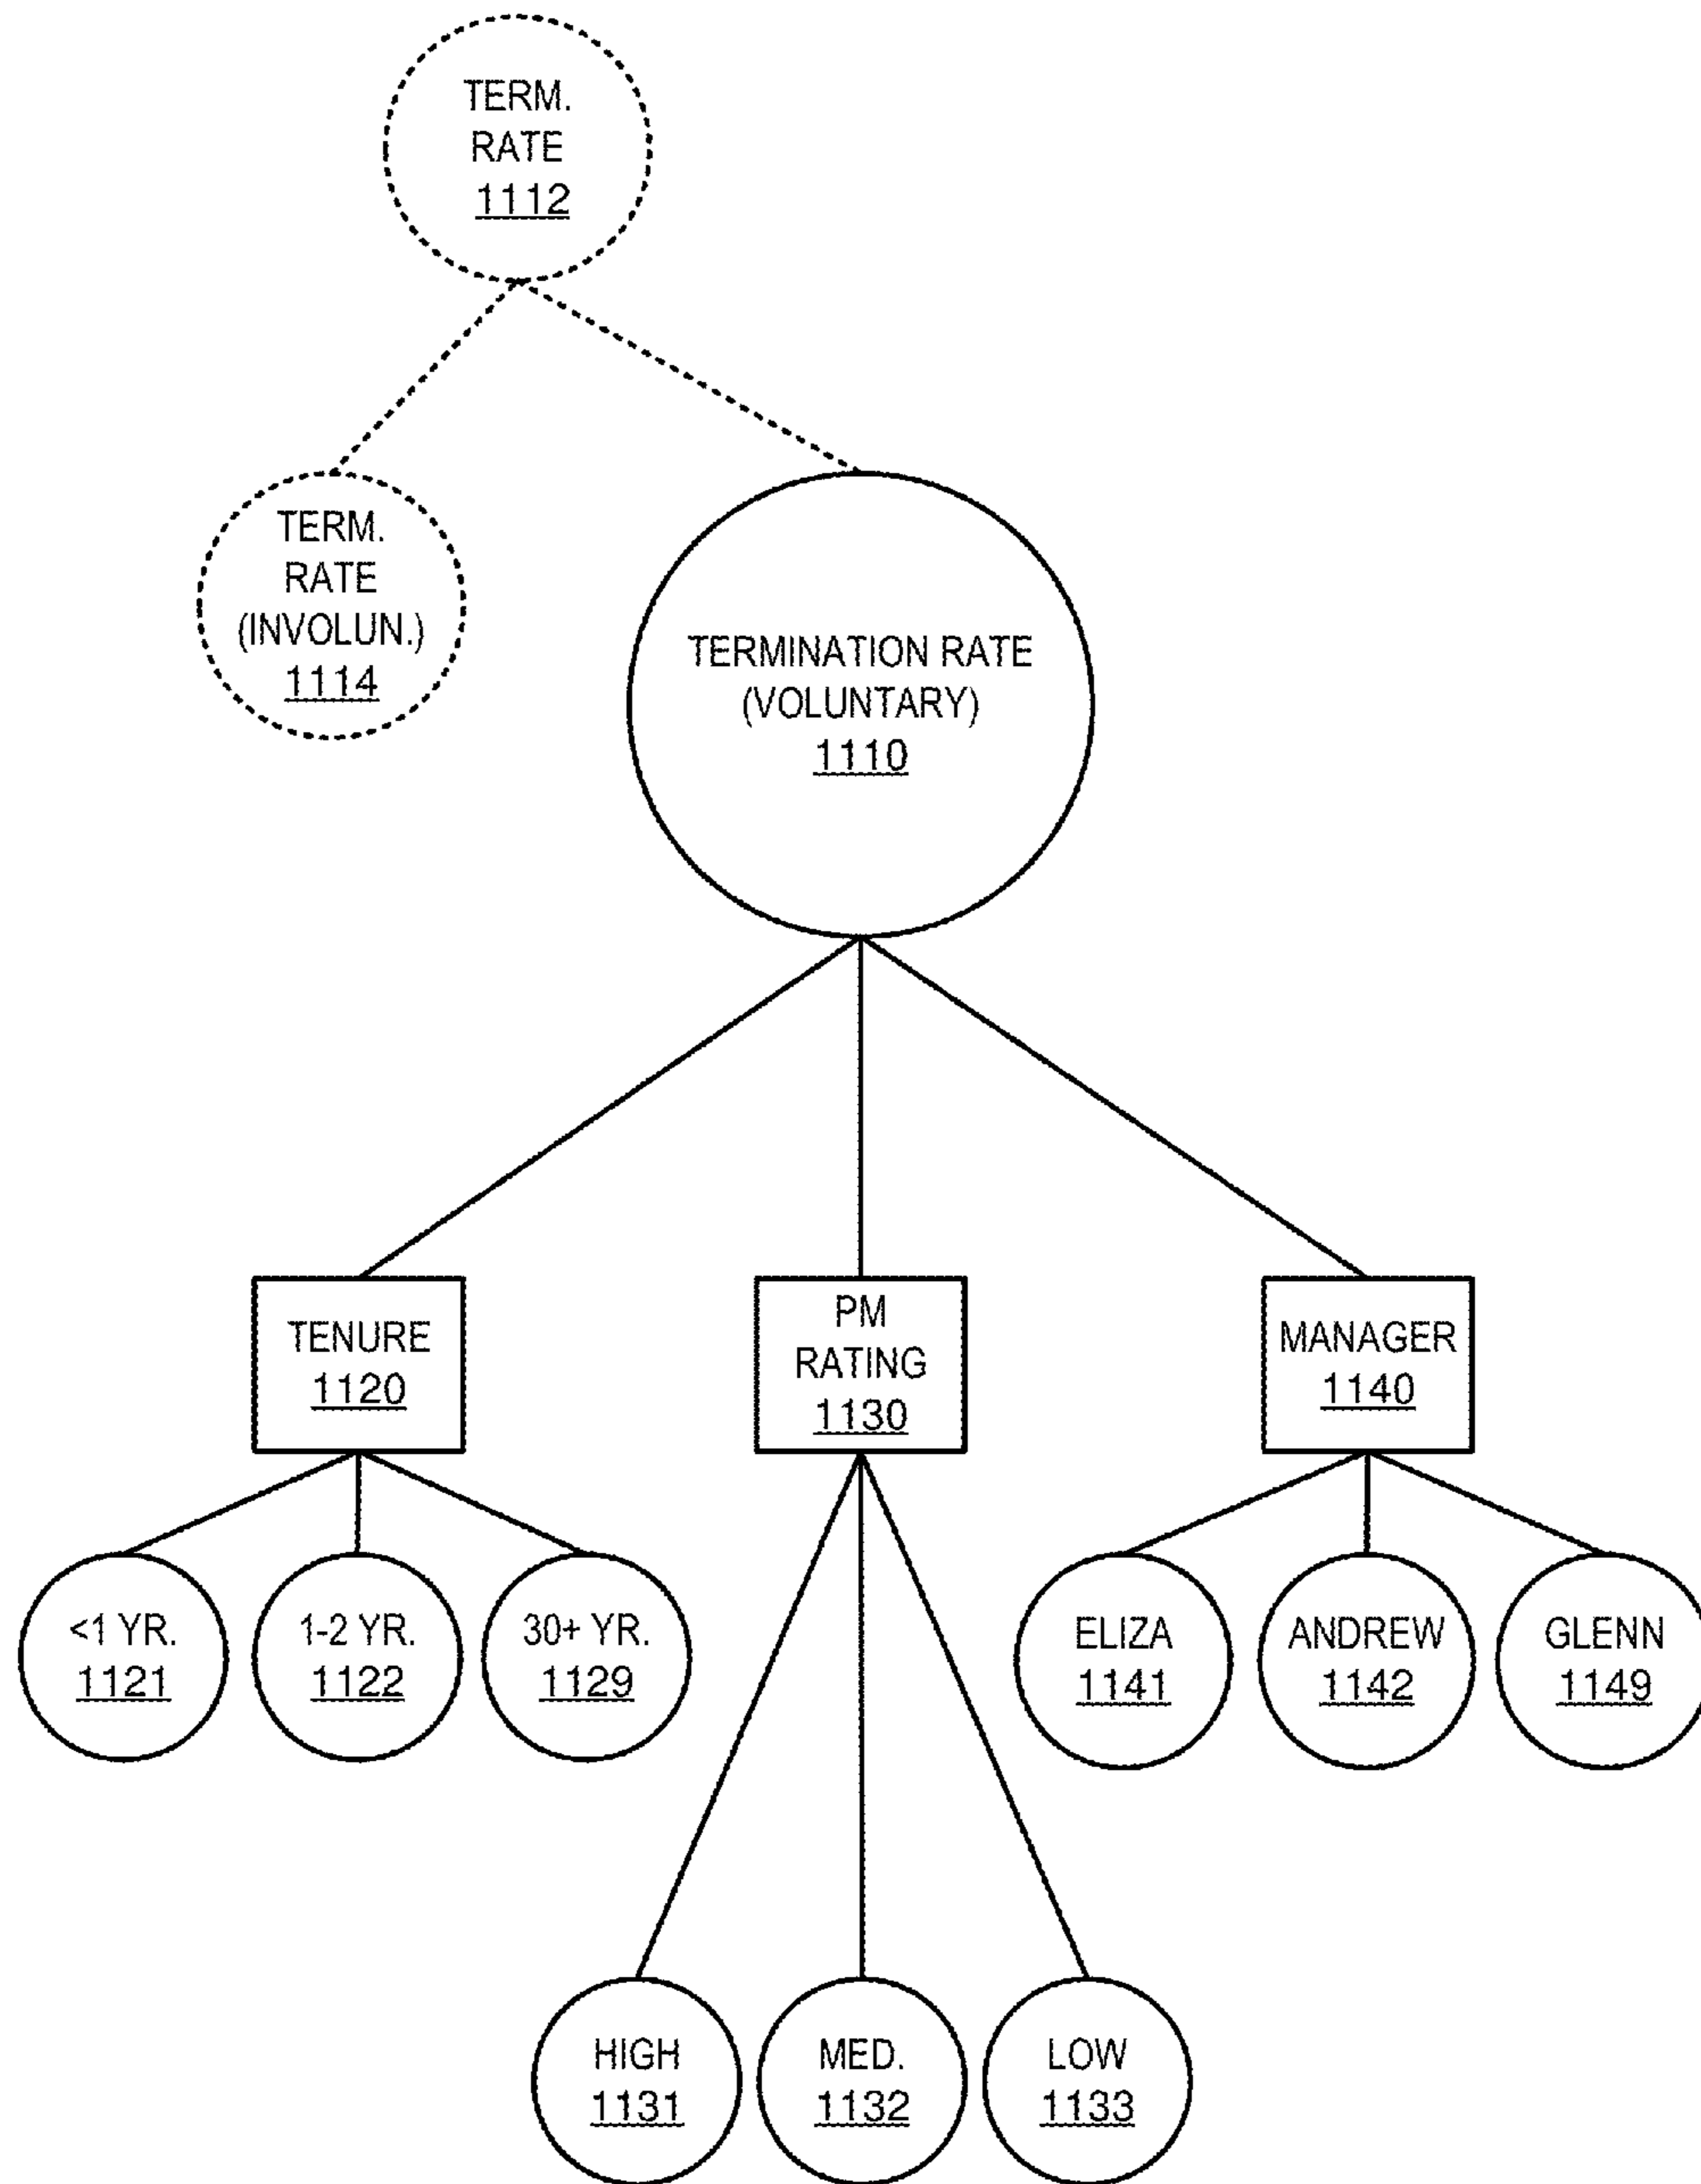 TERM.
RATE
1112
TERM.
RATE
(INVOLUN.)
1114
TERMINATION RATE
(VOLUNTARY)
1110
TENURE
1120
PM
RATING
1130
MANAGER
1140
<1 YR.
1121
1-2 YR.
1122
30+ YR.
1129
ELIZA
1141
ANDREW
1142
GLENN
1149
HIGH
1131
MED.
1132
LOW
1133